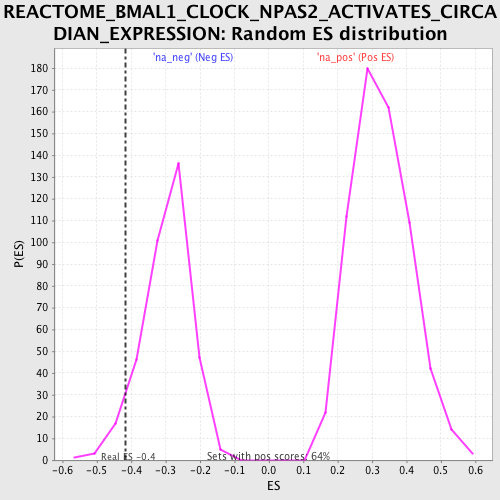 REACTOME_BMAL1_CLOCK_NPAS2_ACTIVATES_CIRCA
DIAN_EXPRESSION: Random ES distribution
'na_neg' (Neg ES) 'na_pos' (Pos ES)
180
170
160
150
140
130
120
110
100
90
80
70
60
50
40
30
20
10
0
P(ES)
Real ES -0.4 Sets with pos scores: 64%
-0.6 -0.5 -0.4 -0.3 -0.2 -0.1 0.0 0.1 0.2 0.3 0.4 0.5 0.6
ES